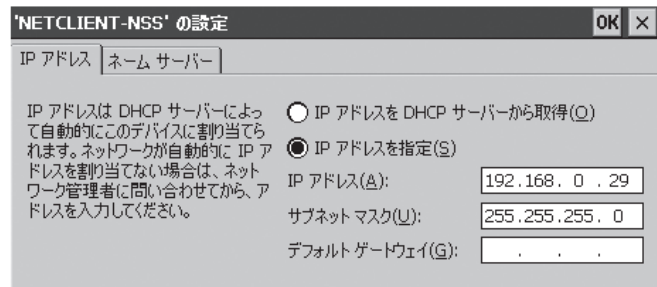 'NETCLIENT-NSS' の設定
OK ×
IP アドレス
ネーム サーバー
IP アドレスは DHCP サーバーによっ
て自動的にこのデバイスに割り当てら
れます。ネットワークが自動的に IP ア
ドレスを割り当てない場合は、ネット
ワーク管理者に問い合わせてから、ア
ドレスを入力してください。
IP アドレスを DHCP サーバーから取得(O)
IP アドレスを指定(S)
IP アドレス(A): 192.168. 0 .29
サブネット マスク(U): 255.255.255. 0
デフォルト ゲートウェイ(G): . . .